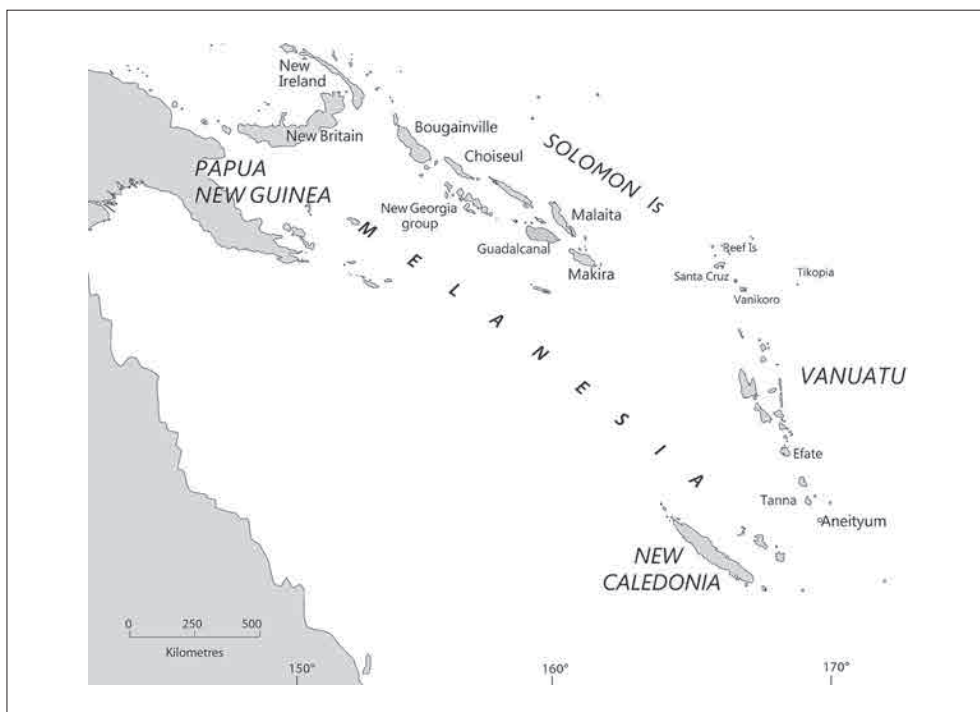 New
Ireland
New Britain
Bougainville
Choiseul
SOLOMON Is
PAPUA
NEW GUINEA
New Georgia
group
Malaita
Guadalcanal
Makira
MELANESIA
Reef Is
Santa Cruz
Tikopia
Vanikoro
VANUATU
Efate
Tanna
Aneityum
NEW
CALEDONIA
0 250 500
Kilometres
150° 160° 170°